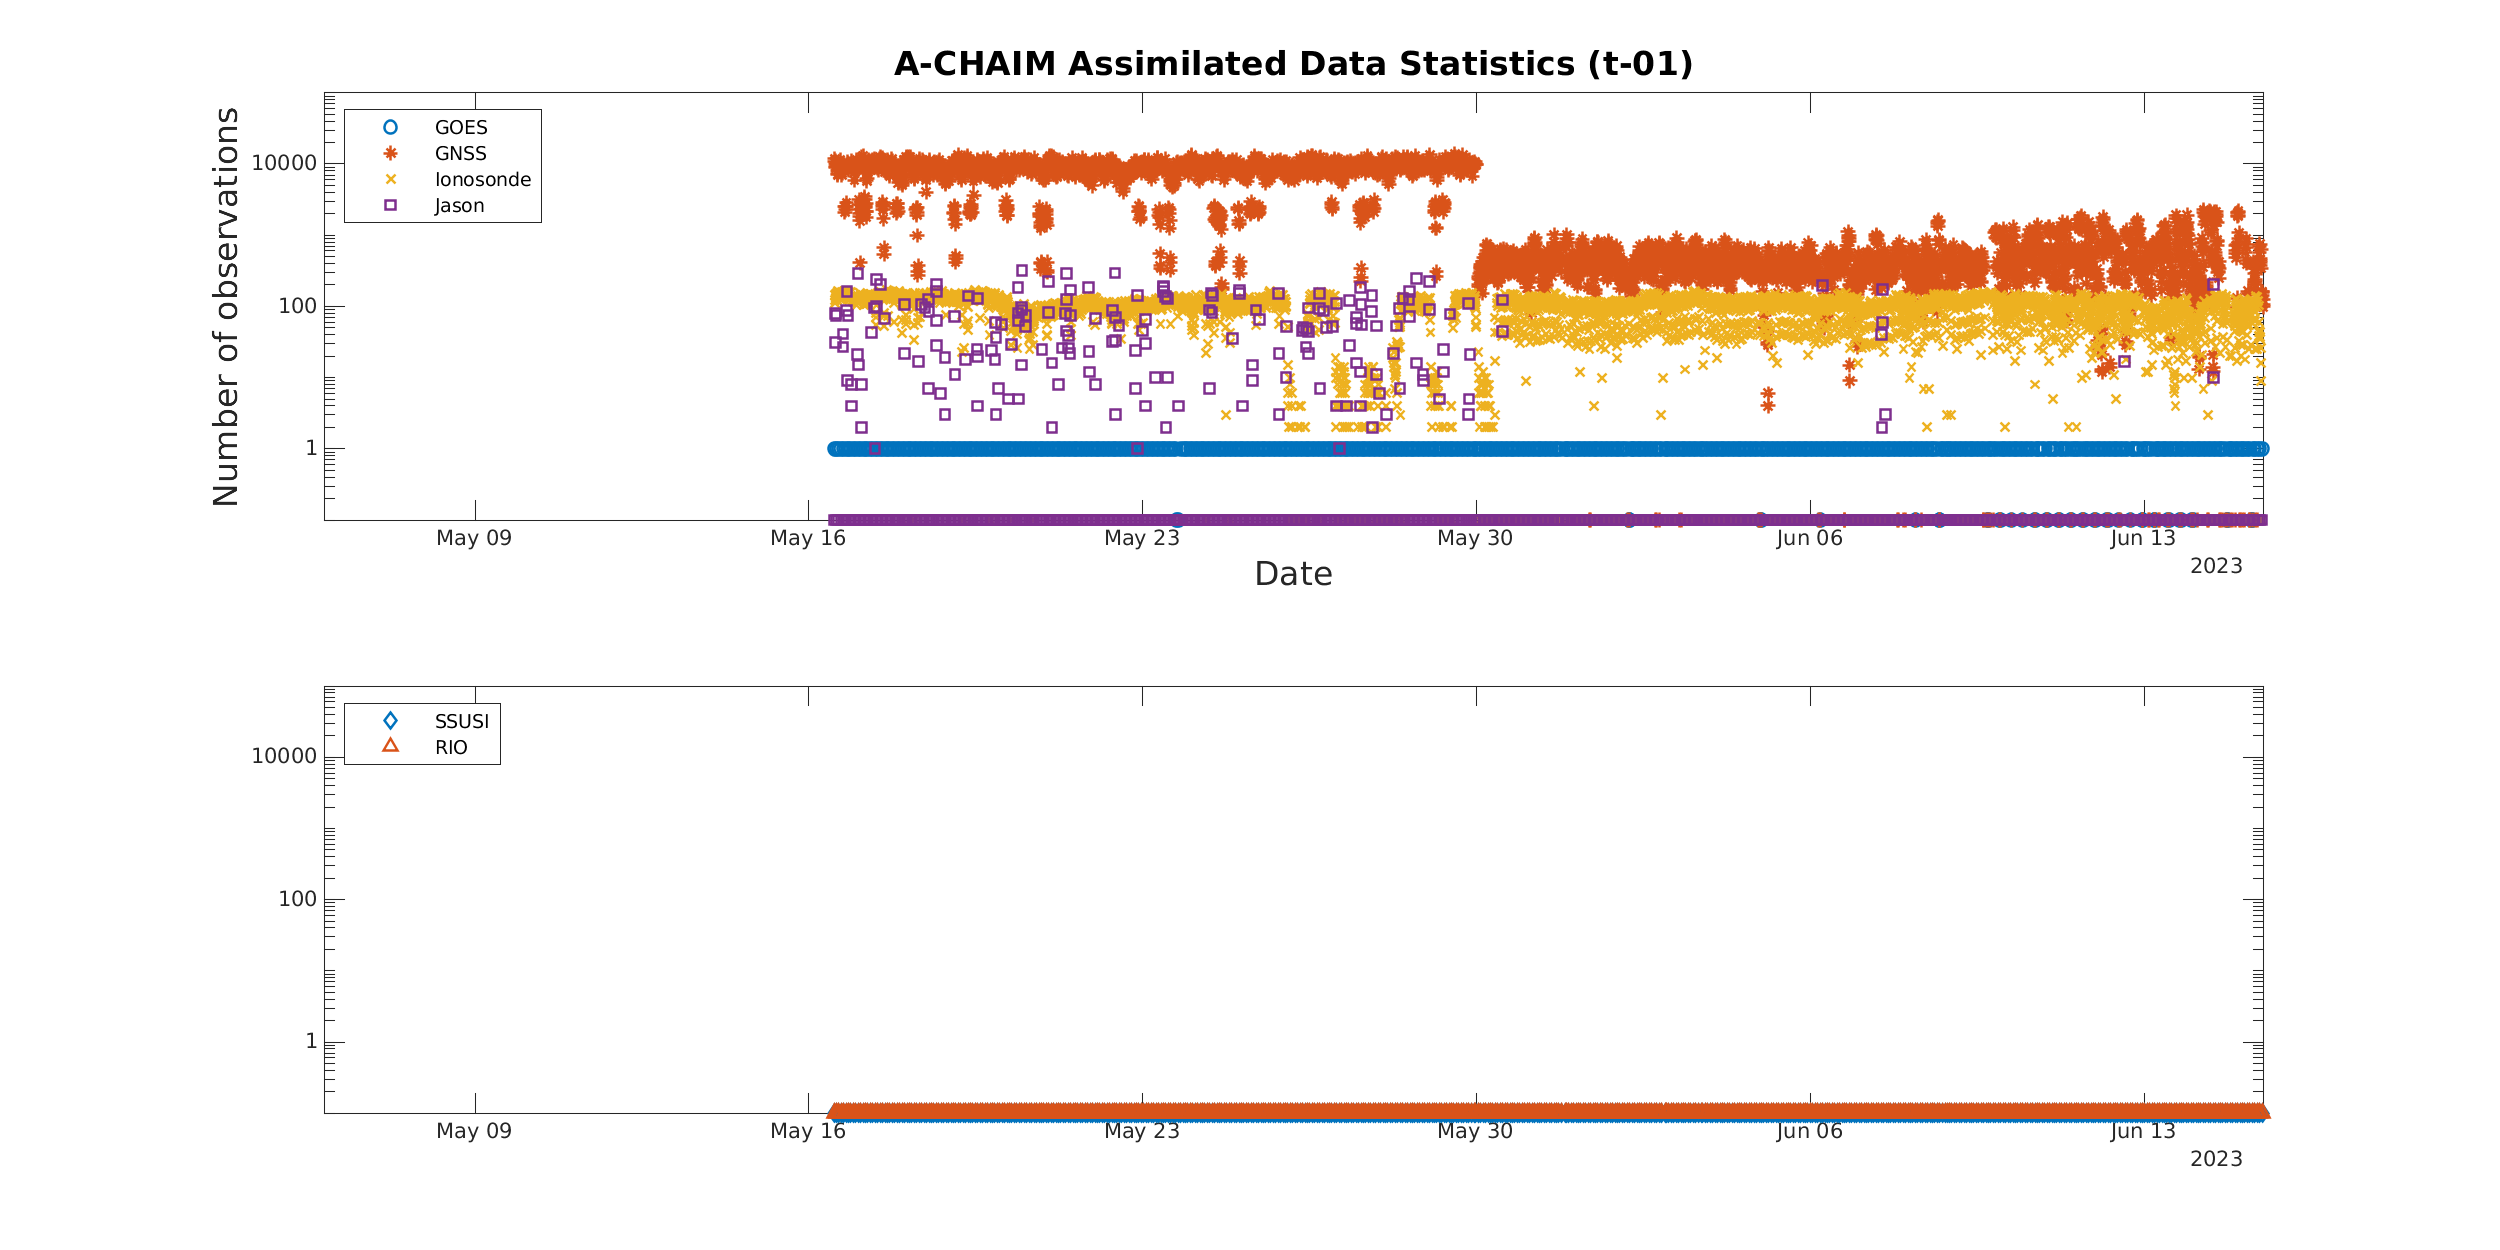 A-CHAIM Assimilated Data Statistics (t-01)
Number of observations
10000
100
1
GOES
GNSS
Ionosonde
Jason
May 09
May 16
May 23
May 30
Jun 06
Jun 13
2023
Date
10000
100
1
SSUSI
RIO
May 09
May 16
May 23
May 30
Jun 06
Jun 13
2023